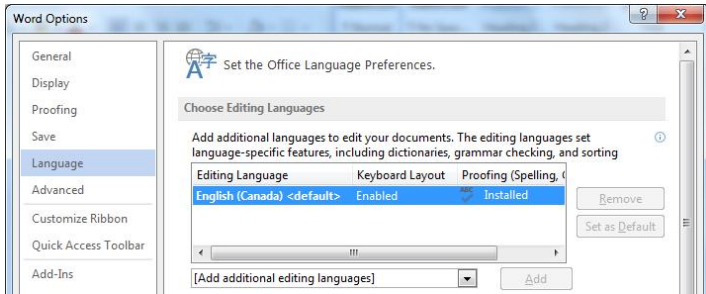 Word Options
General
Display
Proofing
Save
Language
Advanced
Customize Ribbon
Quick Access Toolbar
Add-Ins
Set the Office Language Preferences.
Choose Editing Languages
Add additional languages to edit your documents. The editing languages set
language-specific features, including dictionaries, grammar checking, and sorting
Editing Language Keyboard Layout Proofing (Spelling,
English (Canada) <default> Enabled Installed
Remove
Set as Default
[Add additional editing languages] Add